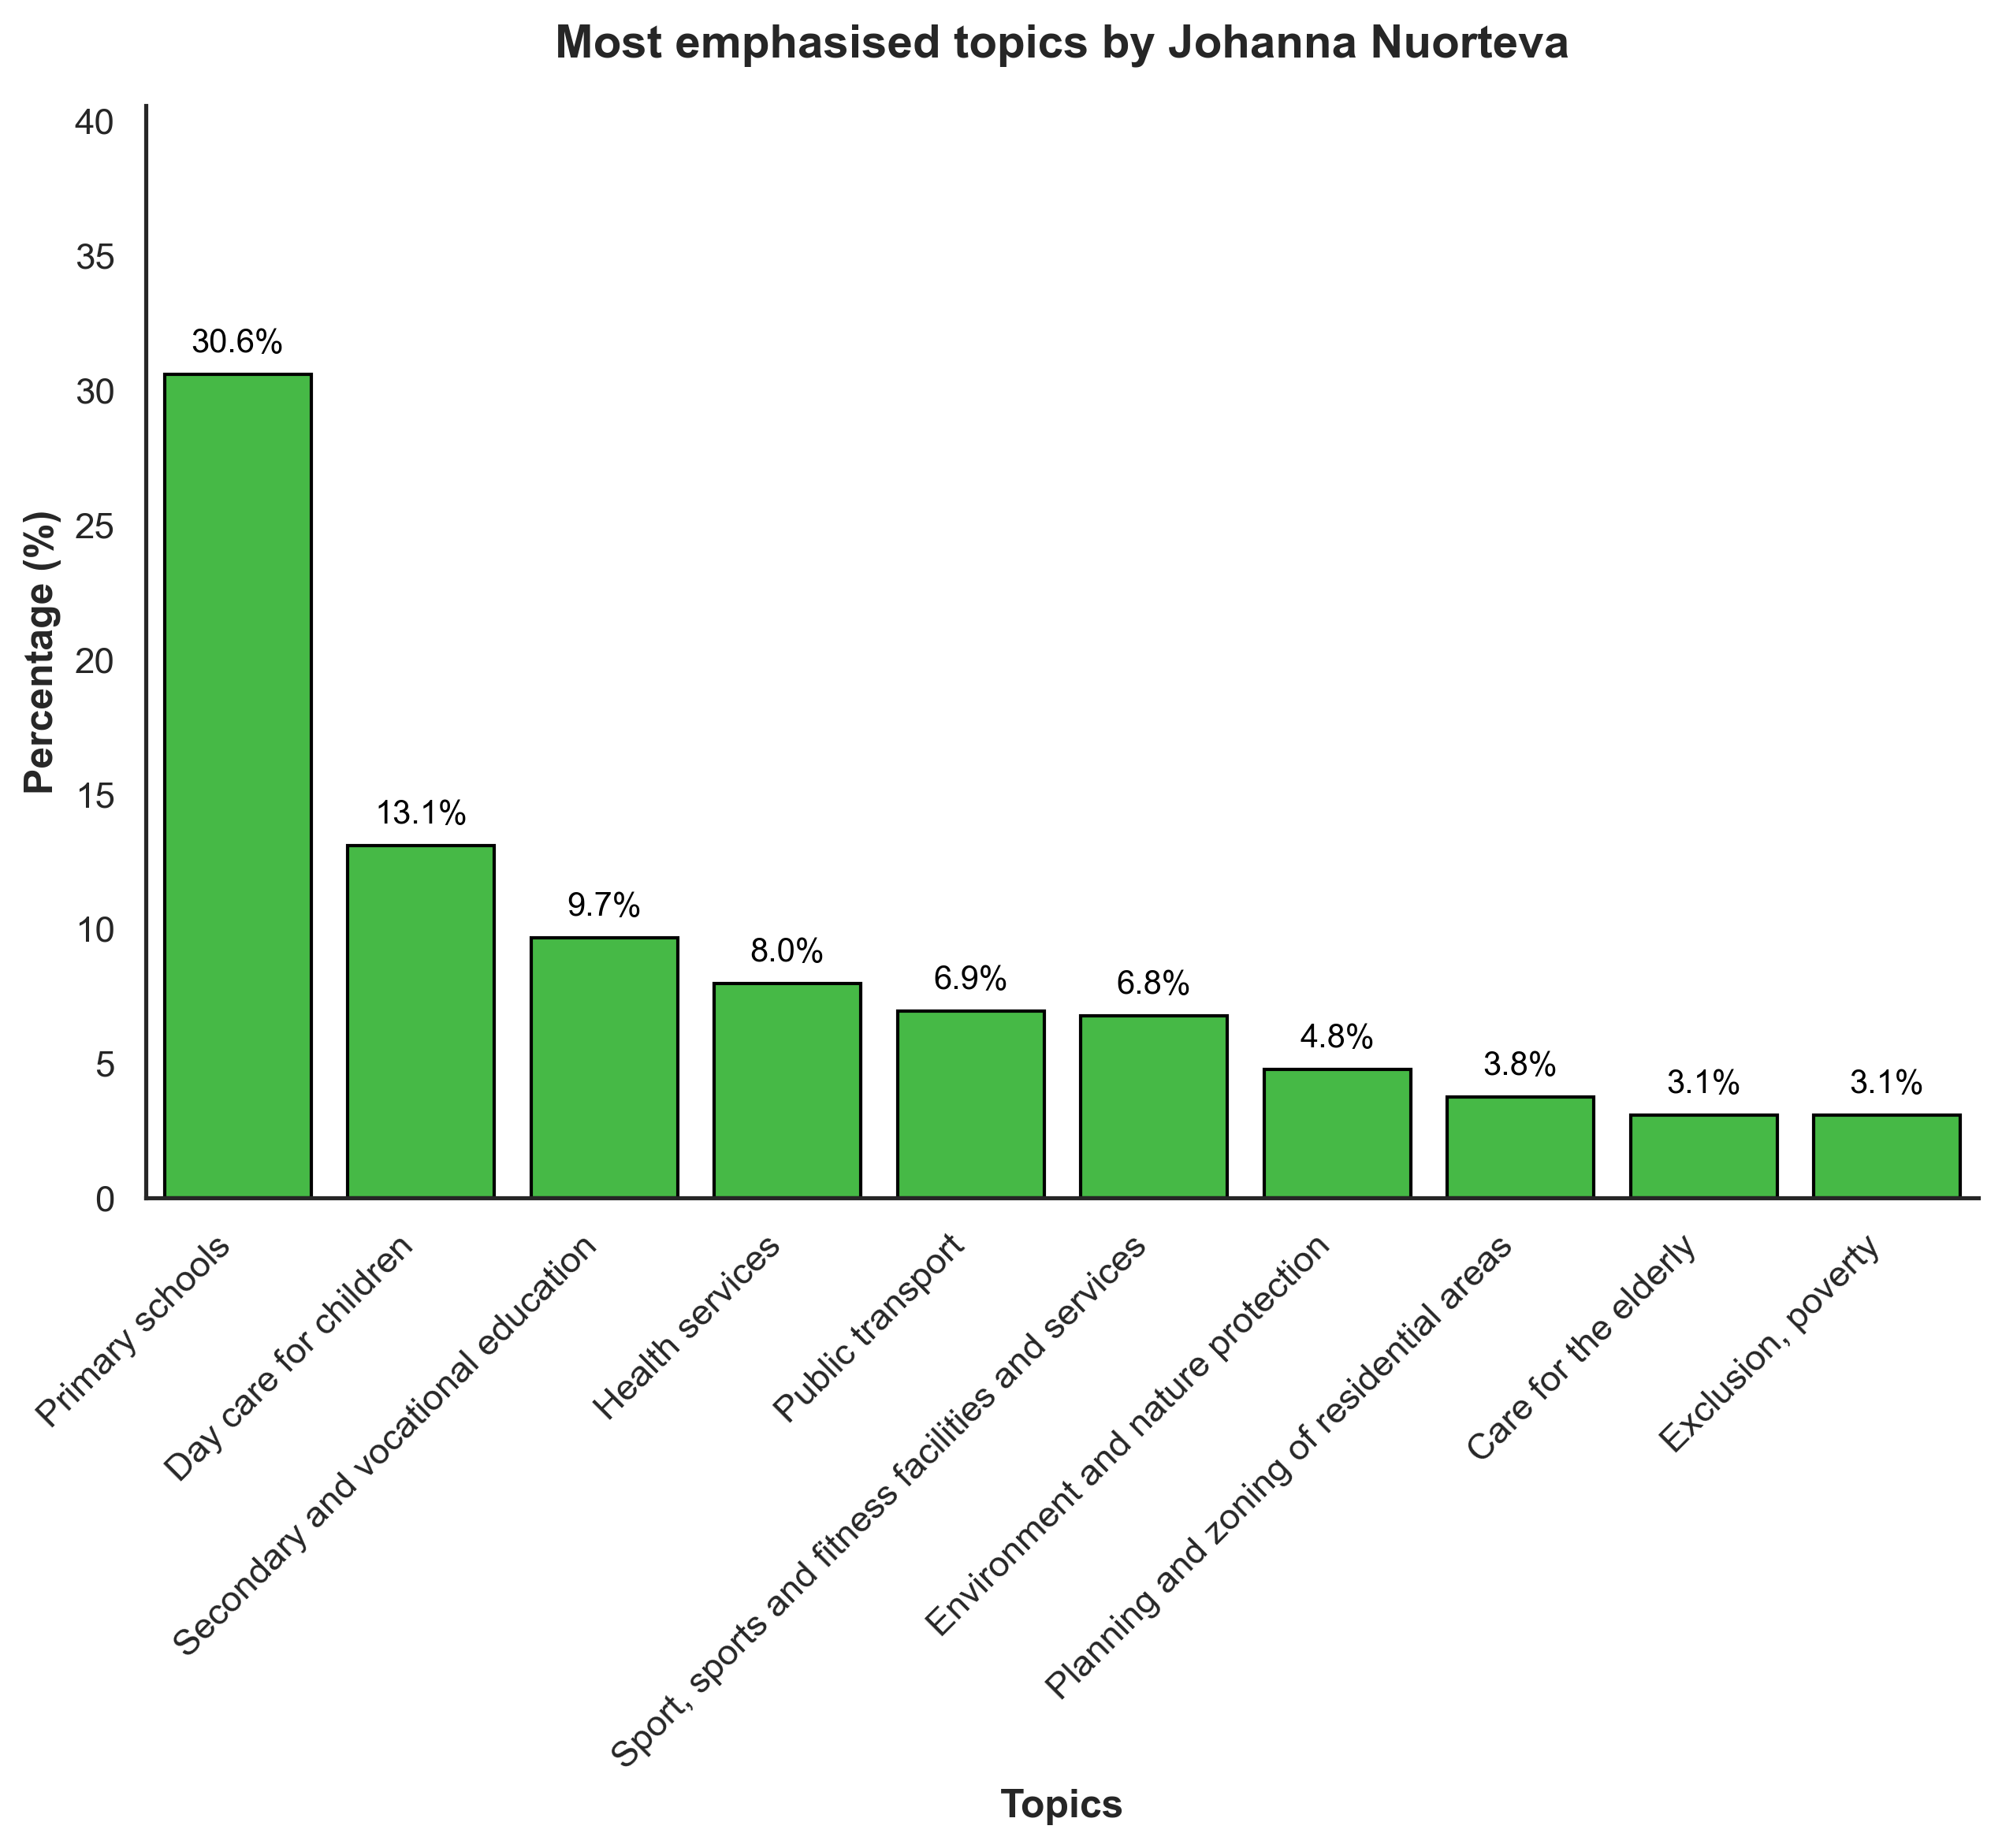 Most emphasised topics by Johanna Nuorteva
Percentage (%)
40
35
30
25
20
15
10
5
0
30.6%
13.1%
9.7%
8.0%
6.9%
6.8%
4.8%
3.8%
3.1%
3.1%
Primary schools
Day care for children
Secondary and vocational education
Health services
Public transport
Sport, sports and fitness facilities and services
Environment and nature protection
Planning and zoning of residential areas
Care for the elderly
Exclusion, poverty
Topics